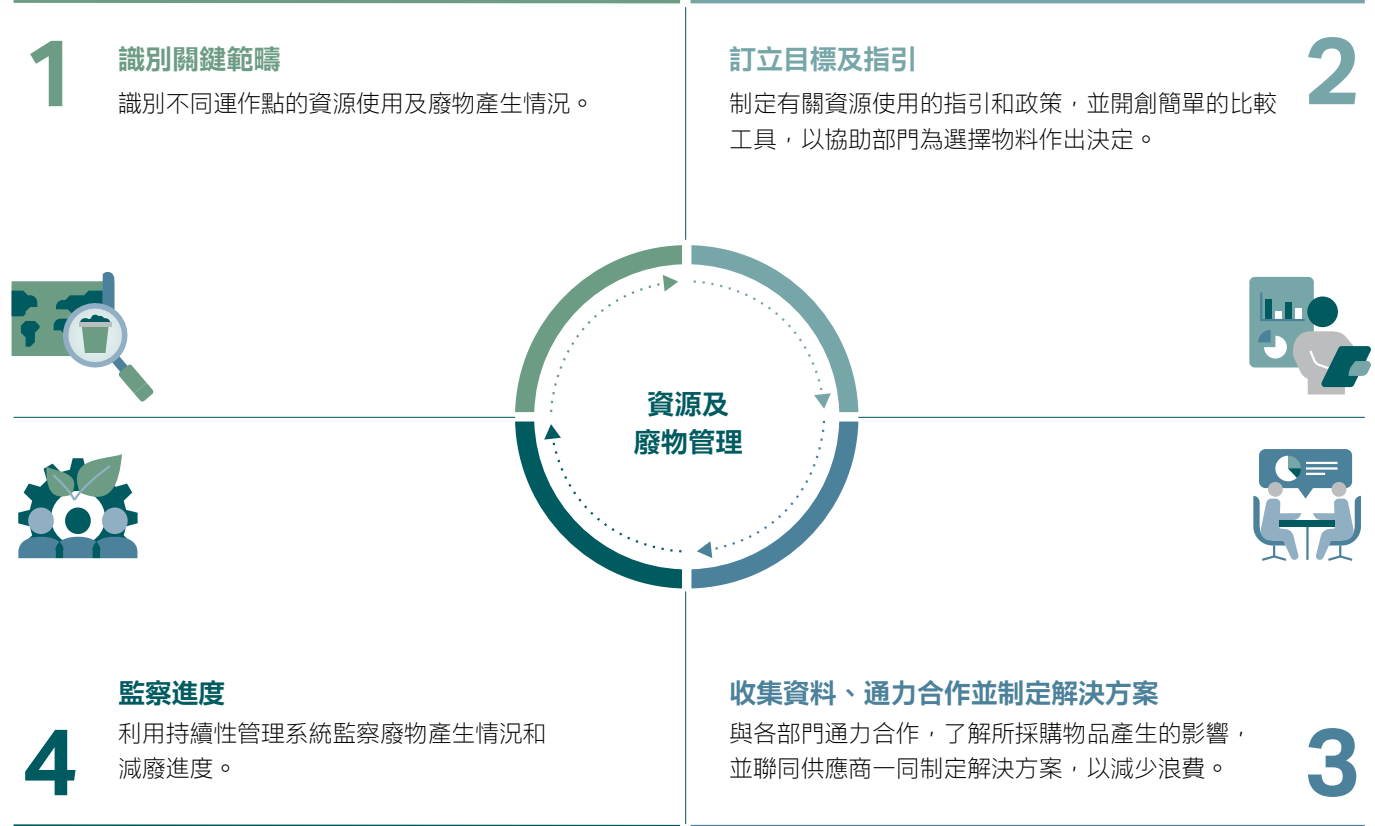 1
識別關鍵範疇
識別不同運作點的資源使用及廢物產生情況。
2
訂立目標及指引
制定有關資源使用的指引和政策，並開創簡單的比較
工具，以協助部門為選擇物料作出決定。
資源及
廢物管理
3
收集資料、通力合作並制定解決方案
與各部門通力合作，了解所採購物品產生的影響，
並聯同供應商一同制定解決方案，以減少浪費。
4
監察進度
利用持續性管理系統監察廢物產生情況和
減廢進度。